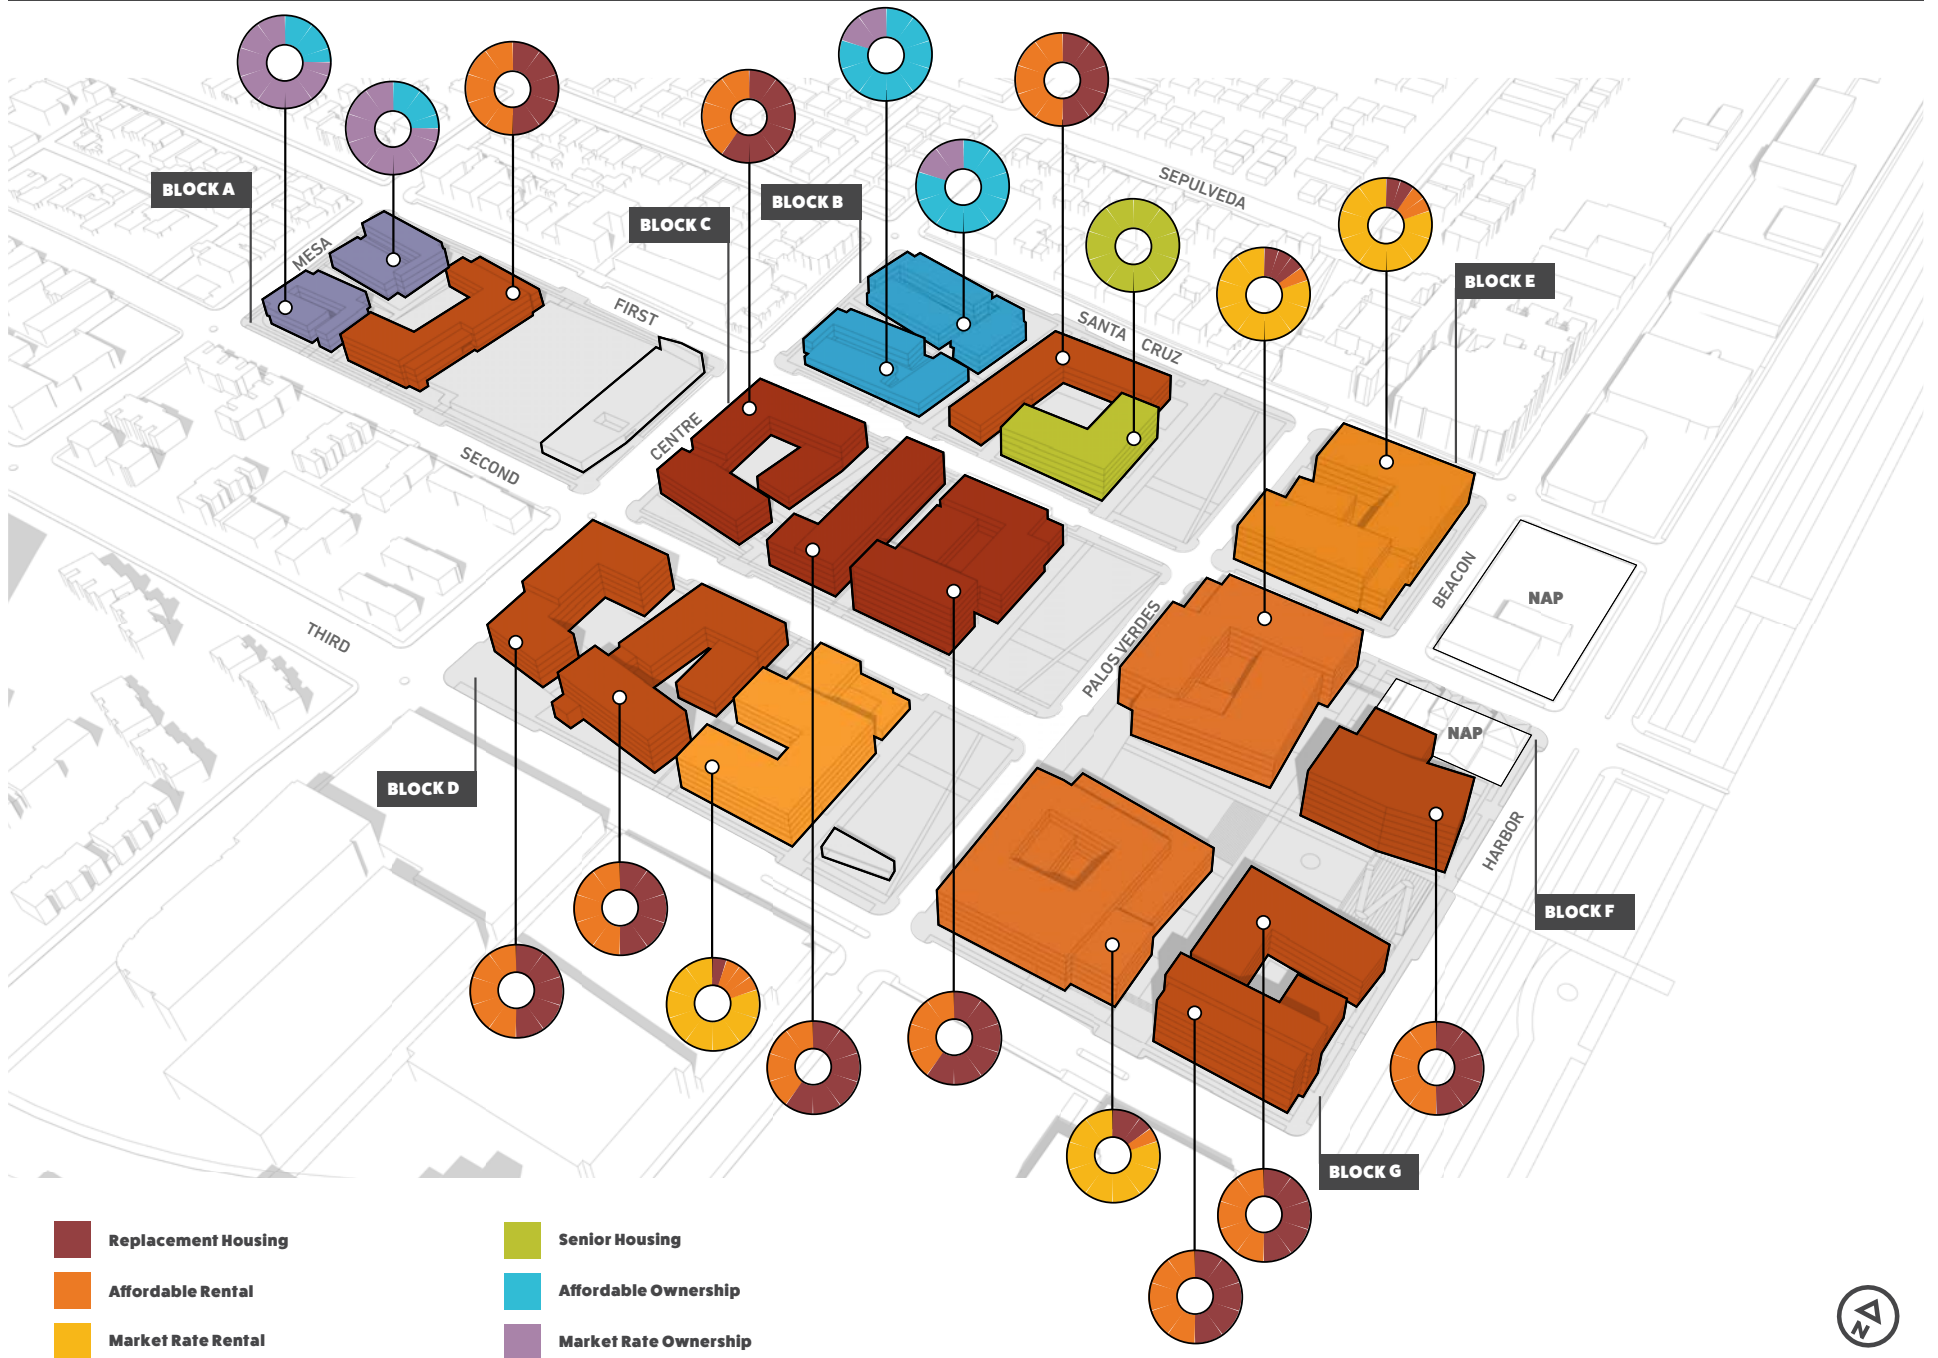 BLOCK A
BLOCK C
BLOCK B
SEPULVEDA
MESA
FIRST
SANTA CRUZ
BLOCK E
CENTRE
SECOND
BEACON
NAP
THIRD
PALOS VERDES
NAP
BLOCK D
HARBOR
BLOCK F
BLOCK G
Replacement Housing
Senior Housing
Affordable Rental
Affordable Ownership
Market Rate Rental
Market Rate Ownership
N